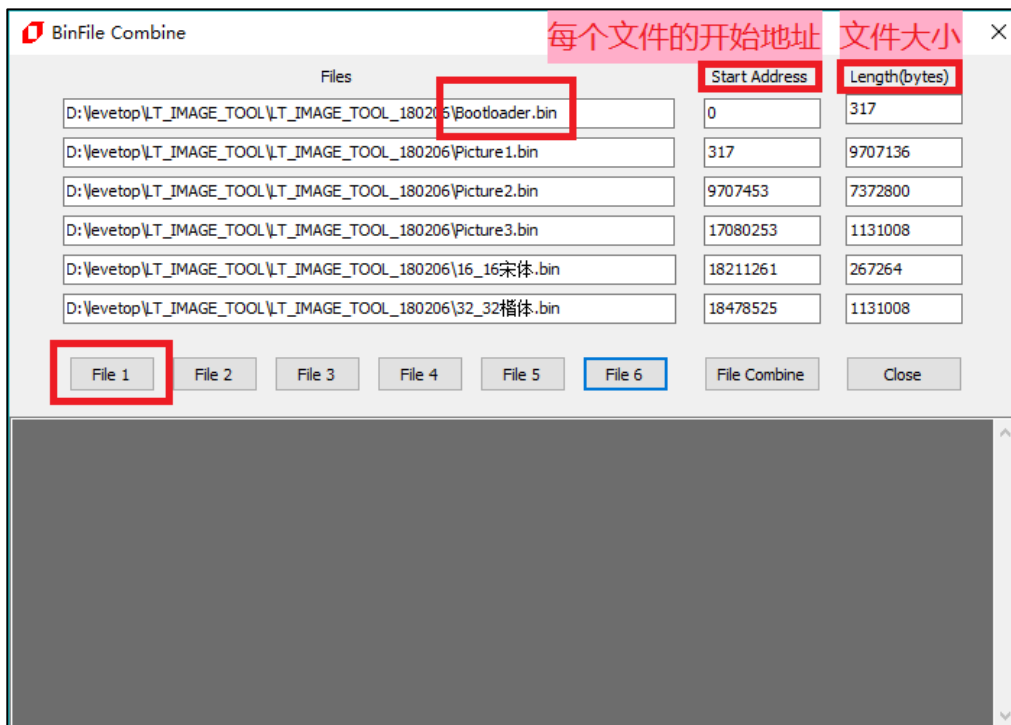 BinFile Combine
每个文件的开始地址 文件大小
Files Start Address Length(bytes)
D:\levetop\LT_IMAGE_TOOL\LT_IMAGE_TOOL_180206\Bootloader.bin 0 317
D:\levetop\LT_IMAGE_TOOL\LT_IMAGE_TOOL_180206\Picture1.bin 317 9707136
D:\levetop\LT_IMAGE_TOOL\LT_IMAGE_TOOL_180206\Picture2.bin 9707453 7372800
D:\levetop\LT_IMAGE_TOOL\LT_IMAGE_TOOL_180206\Picture3.bin 17080253 1131008
D:\levetop\LT_IMAGE_TOOL\LT_IMAGE_TOOL_180206\16_16宋体.bin 18211261 267264
D:\levetop\LT_IMAGE_TOOL\LT_IMAGE_TOOL_180206\32_32楷体.bin 18478525 1131008
File 1 File 2 File 3 File 4 File 5 File 6 File Combine Close